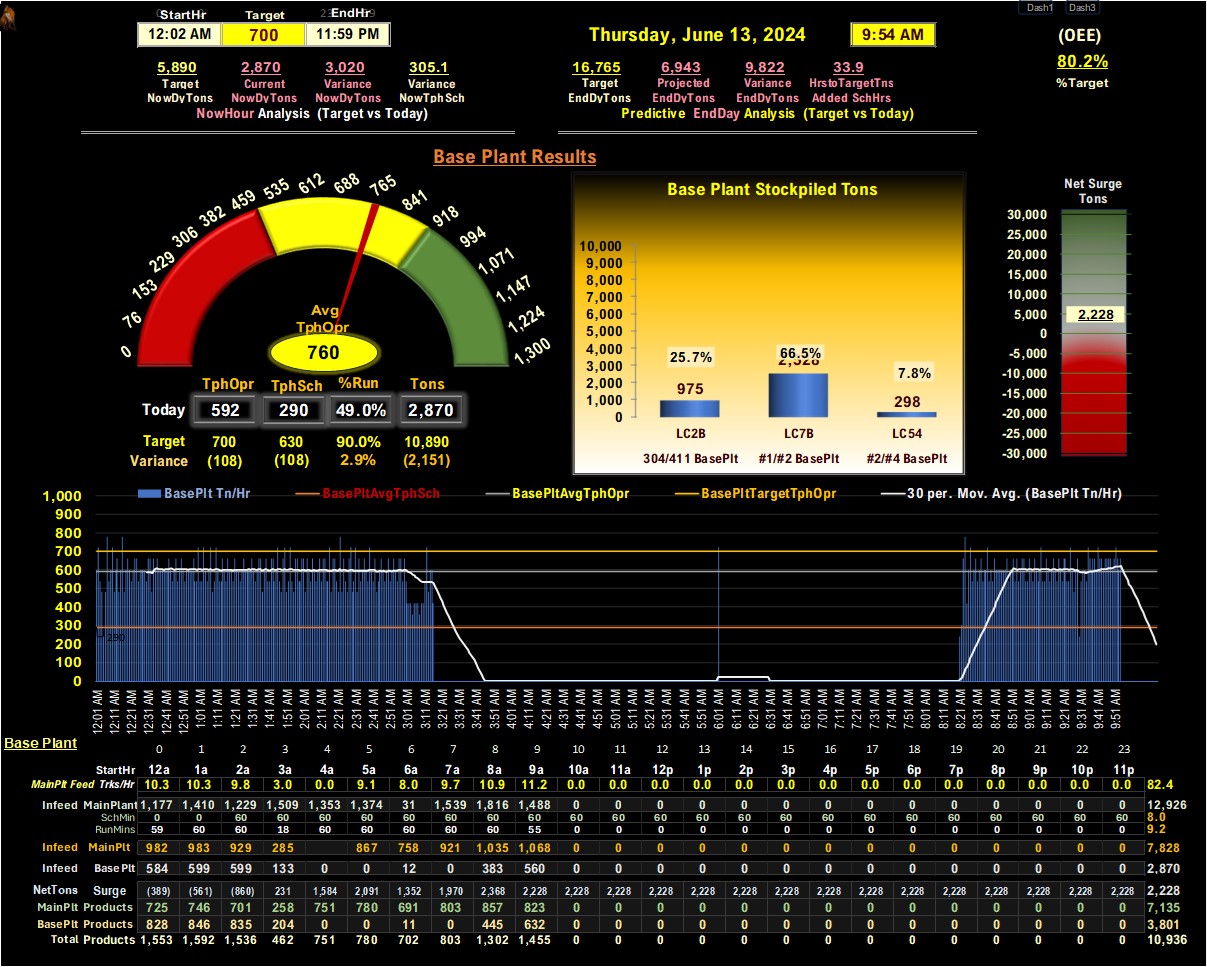 Dash1 Dash3
StartHr Target EndHr
12:02 AM 700 11:59 PM
Thursday, June 13, 2024 9:54 AM
(OEE)
80.2%
%Target
5,890 2,870 3,020 305.1
Target Current Variance Variance
NowDyTons NowDyTons NowDyTons NowTphSch
NowHour Analysis (Target vs Today)
16,765 6,943 9,822 33.9
Target Projected Variance HrstoTargetTns
EndDyTons EndDyTons EndDyTons Added SchHrs
Predictive EndDay Analysis (Target vs Today)
Base Plant Results
0 76 153 229 306 382 459 535 612 688 765 841 918 994 1,071 1,147 1,224 1,300
Avg
TphOpr
760
TphOpr TphSch %Run Tons
Today 592 290 49.0% 2,870
Target 700 630 90.0% 10,890
Variance (108) (108) 2.9% (2,151)
Base Plant Stockpiled Tons
10,000
9,000
8,000
7,000
6,000
5,000
4,000
3,000
2,000
1,000
0
25.7% 66.5% 7.8%
975 2,528 298
LC2B LC7B LC54
304/411 BasePlt #1/#2 BasePlt #2/#4 BasePlt
Net Surge
Tons
30,000
25,000
20,000
15,000
10,000
5,000
0
-5,000
-10,000
-15,000
-20,000
-25,000
-30,000
2,228
BasePlt Tn/Hr BasePltAvgTphSch BasePltAvgTphOpr BasePltTargetTphOpr 30 per. Mov. Avg. (BasePlt Tn/Hr)
1,000
900
800
700
600
500
400
300
200
100
0
290
12:01 AM 12:11 AM 12:21 AM 12:31 AM 12:41 AM 12:51 AM 1:01 AM 1:11 AM 1:21 AM 1:31 AM 1:41 AM 1:51 AM 2:01 AM 2:11 AM 2:21 AM 2:31 AM 2:41 AM 2:51 AM 3:01 AM 3:11 AM 3:21 AM 3:31 AM 3:41 AM 3:51 AM 4:01 AM 4:11 AM 4:21 AM 4:31 AM 4:41 AM 4:51 AM 5:01 AM 5:11 AM 5:21 AM 5:31 AM 5:41 AM 5:51 AM 6:01 AM 6:11 AM 6:21 AM 6:31 AM 6:41 AM 6:51 AM 7:01 AM 7:11 AM 7:21 AM 7:31 AM 7:41 AM 7:51 AM 8:01 AM 8:11 AM 8:21 AM 8:31 AM 8:41 AM 8:51 AM 9:01 AM 9:11 AM 9:21 AM 9:31 AM 9:41 AM 9:51 AM
Base Plant
0 1 2 3 4 5 6 7 8 9 10 11 12 13 14 15 16 17 18 19 20 21 22 23
StartHr 12a 1a 2a 3a 4a 5a 6a 7a 8a 9a 10a 11a 12p 1p 2p 3p 4p 5p 6p 7p 8p 9p 10p 11p
MainPlt Feed Trks/Hr 10.3 10.3 9.8 3.0 0.0 9.1 8.0 9.7 10.9 11.2 0.0 0.0 0.0 0.0 0.0 0.0 0.0 0.0 0.0 0.0 0.0 0.0 0.0 0.0 82.4
Infeed MainPlant 1,177 1,410 1,229 1,509 1,353 1,374 31 1,539 1,816 1,488 0 0 0 0 0 0 0 0 0 0 0 0 0 0 12,926
SchMin 0 0 60 60 60 60 60 60 60 60 60 60 60 60 60 60 60 60 60 60 60 60 60 60 8.0
RunMins 59 60 60 18 60 60 60 60 60 55 0 0 0 0 0 0 0 0 0 0 0 0 0 0 9.2
Infeed MainPlt 982 983 929 285 867 758 921 1,035 1,068 0 0 0 0 0 0 0 0 0 0 0 0 0 0 7,828
Infeed BasePlt 584 599 599 133 0 0 12 0 383 560 0 0 0 0 0 0 0 0 0 0 0 0 0 0 2.870
NetTons Surge (389) (561) (860) 231 1,584 2,091 1,352 1,970 2,368 2,228 2,228 2,228 2,228 2,228 2,228 2,228 2,228 2,228 2,228 2,228 2,228 2,228 2,228 2,228 2,228
MainPlt Products 725 746 701 258 751 780 691 803 857 823 0 0 0 0 0 0 0 0 0 0 0 0 0 0 7,135
BasePlt Products 828 846 835 204 0 0 11 0 445 632 0 0 0 0 0 0 0 0 0 0 0 0 0 0 3,801
Total Products 1,553 1,592 1,536 462 751 780 702 803 1,302 1,455 0 0 0 0 0 0 0 0 0 0 0 0 0 0 10,936